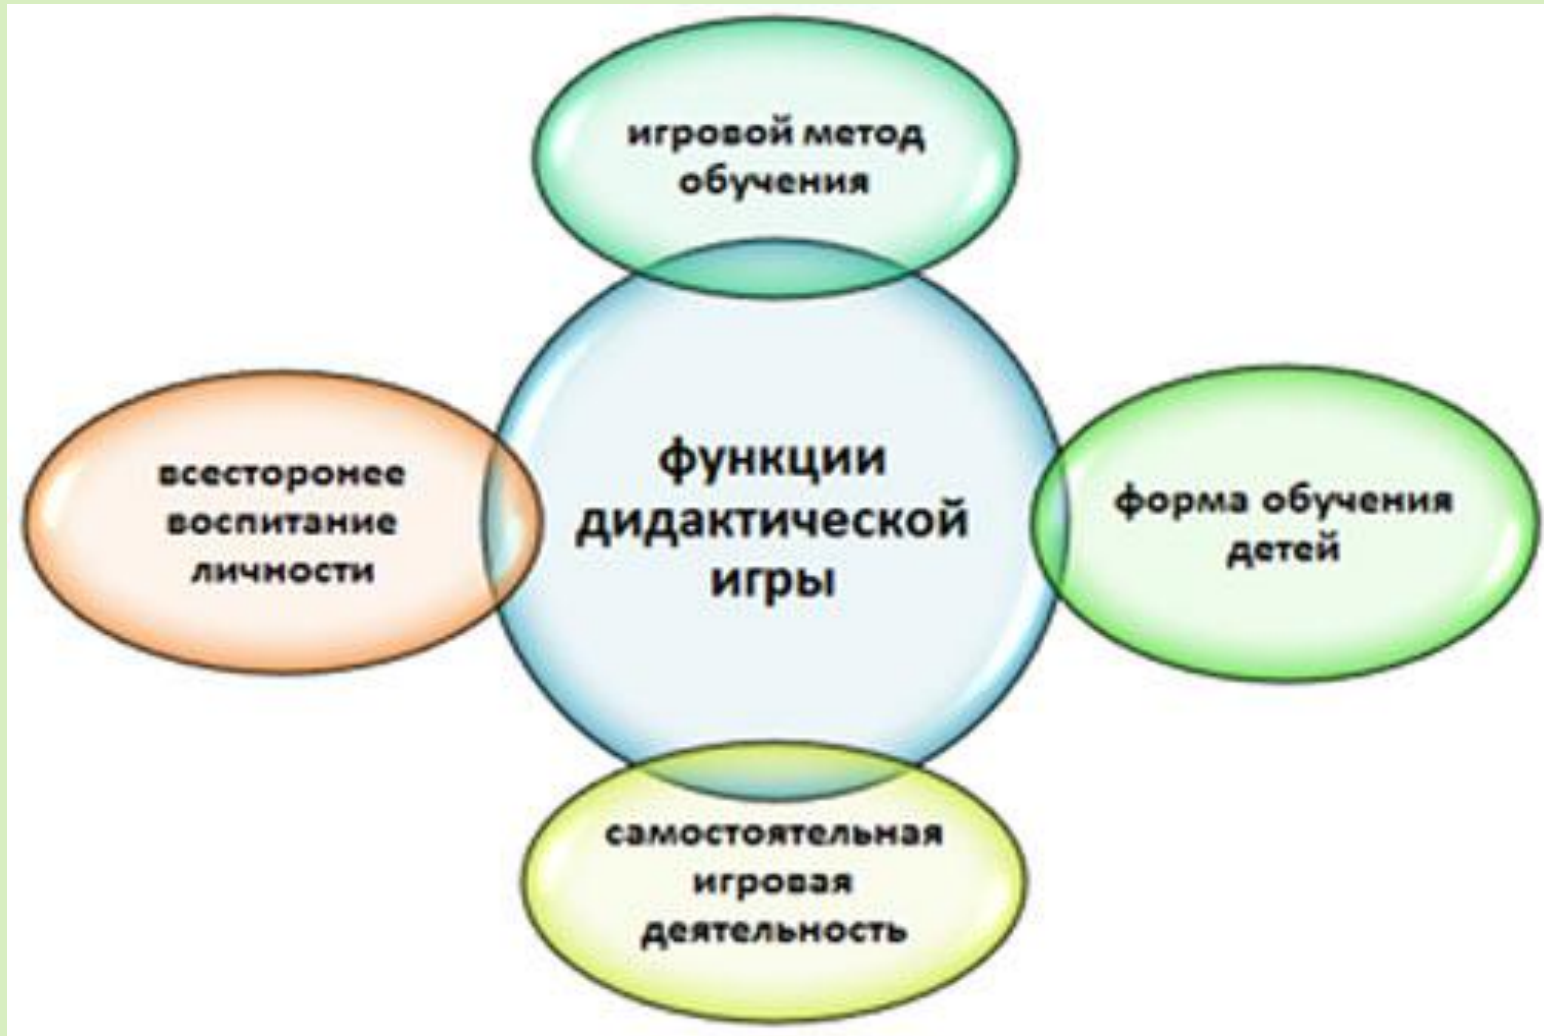 игровой метод
обучения
всесторонее
воспитание
личности
функции
дидактической
игры
форма обучения
детей
самостоятельная
игровая
деятельность